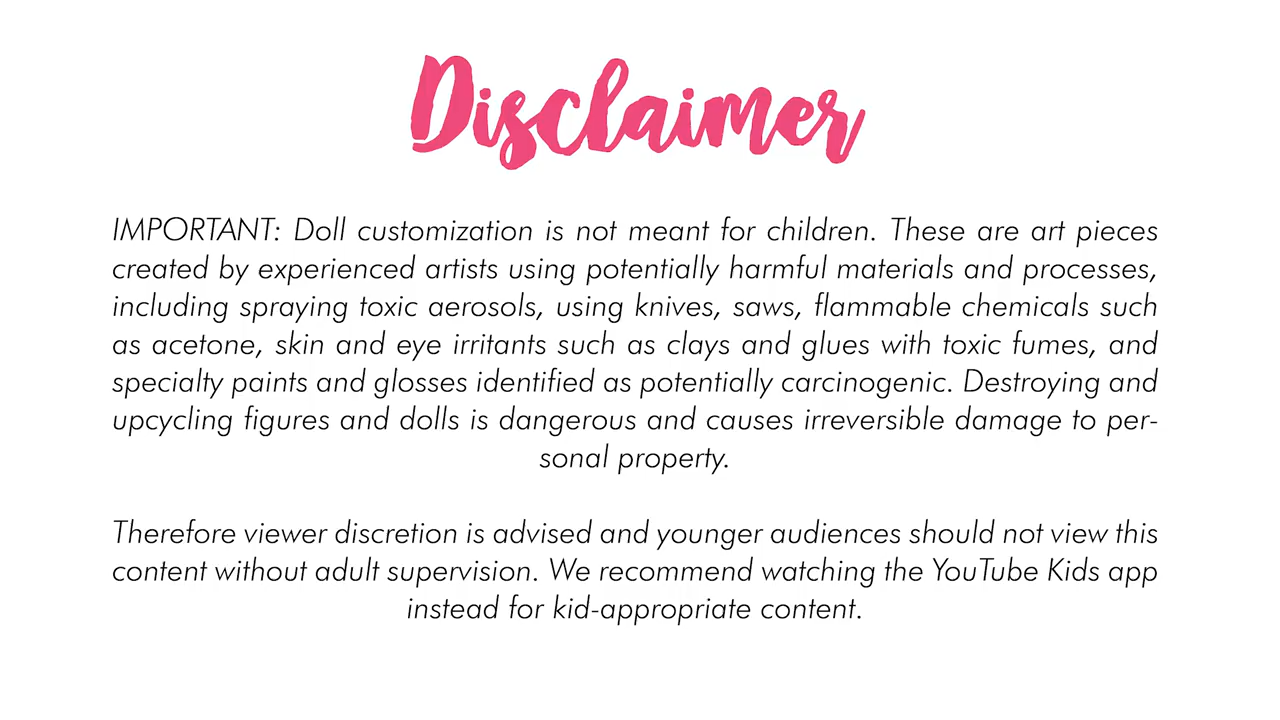 Disclaimer
IMPORTANT: Doll customization is not meant for children. These are art pieces
created by experienced artists using potentially harmful materials and processes,
including spraying toxic aerosols, using knives, saws, flammable chemicals such
as acetone, skin and eye irritants such as clays and glues with toxic fumes, and
specialty paints and glosses identified as potentially carcinogenic. Destroying and
upcycling figures and dolls is dangerous and causes irreversible damage to per-
sonal property.
Therefore viewer discretion is advised and younger audiences should not view this
content without adult supervision. We recommend watching the YouTube Kids app
instead for kid-appropriate content.